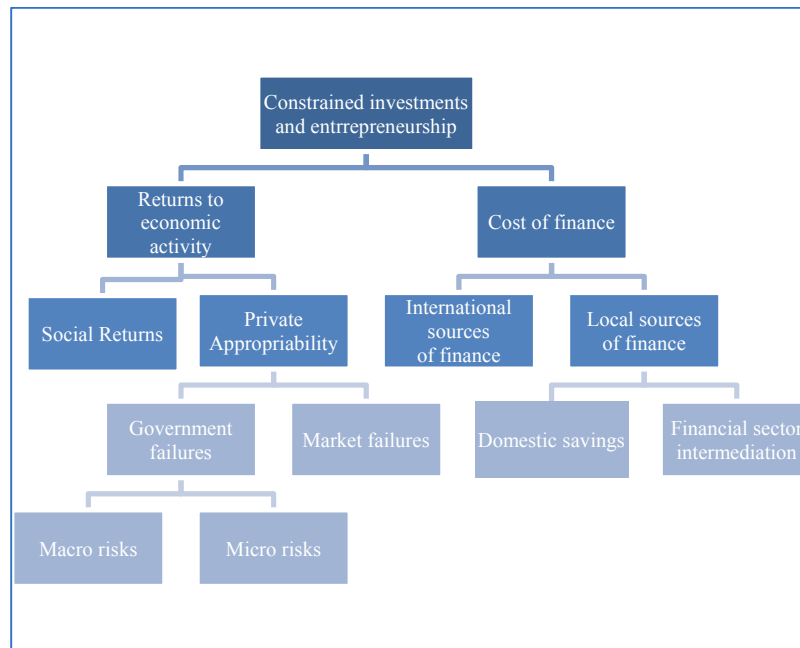 Constrained investments
and entrrepreneurship
Returns to
economic
activity
Cost of finance
Social Returns
Private
Appropriability
International
sources
of finance
Local sources
of finance
Government
failures
Market failures
Domestic savings
Financial sector
intermediation
Macro risks
Micro risks